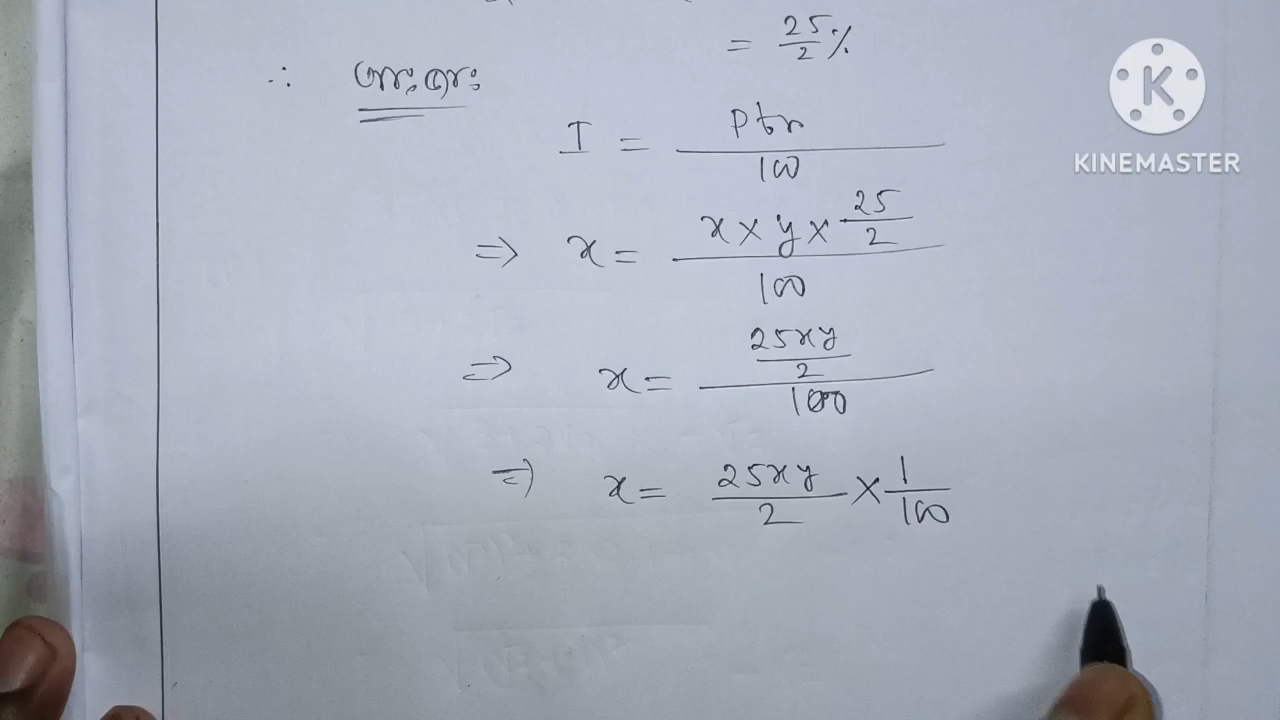 = 25/2 %
∴
I = Ptr/100
⇒ x = (x × y × 25/2)/100
⇒ x = (25xy/2)/100
⇒ x = 25xy/2 × 1/100
K
KINEMASTER